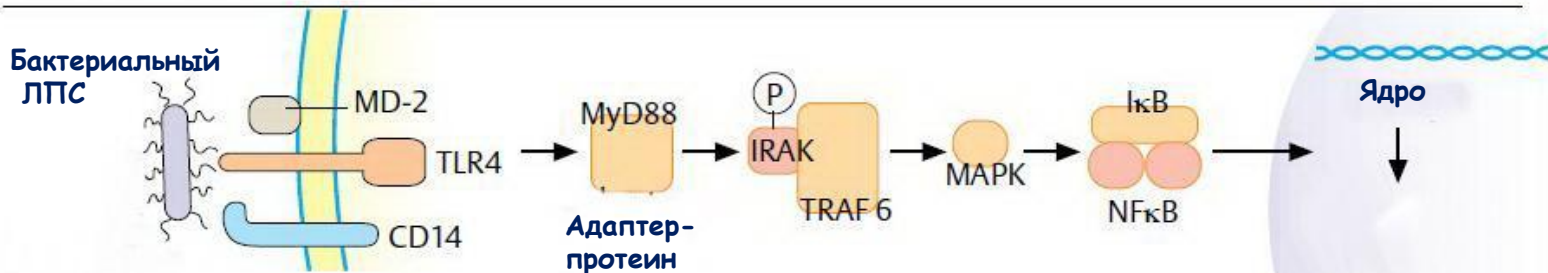 Бактериальный
ЛПС
MD-2
TLR4
CD14
MyD88
Адаптер-
протеин
P
IRAK
TRAF 6
MAPK
IκB
NFκB
Ядро